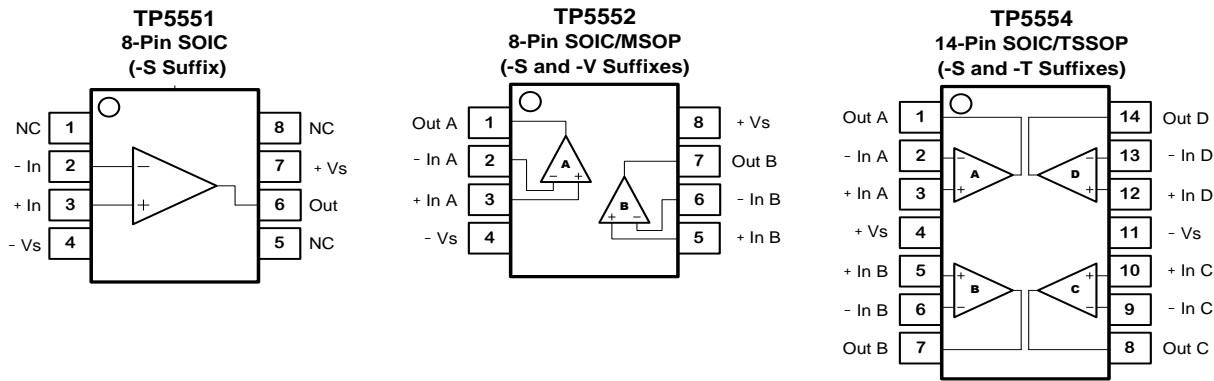 TP5551
8-Pin SOIC
(-S Suffix)
NC 1 8 NC
- In 2 7 + Vs
+ In 3 6 Out
- Vs 4 5 NC
- +
TP5552
8-Pin SOIC/MSOP
(-S and -V Suffixes)
Out A 1 8 + Vs
- In A 2 7 Out B
+ In A 3 6 - In B
- Vs 4 5 + In B
A
- +
B
+ -
TP5554
14-Pin SOIC/TSSOP
(-S and -T Suffixes)
Out A 1 14 Out D
- In A 2 13 - In D
+ In A 3 12 + In D
+ Vs 4 11 - Vs
+ In B 5 10 + In C
- In B 6 9 - In C
Out B 7 8 Out C
- -
A D
+ +
+ +
B C
- -